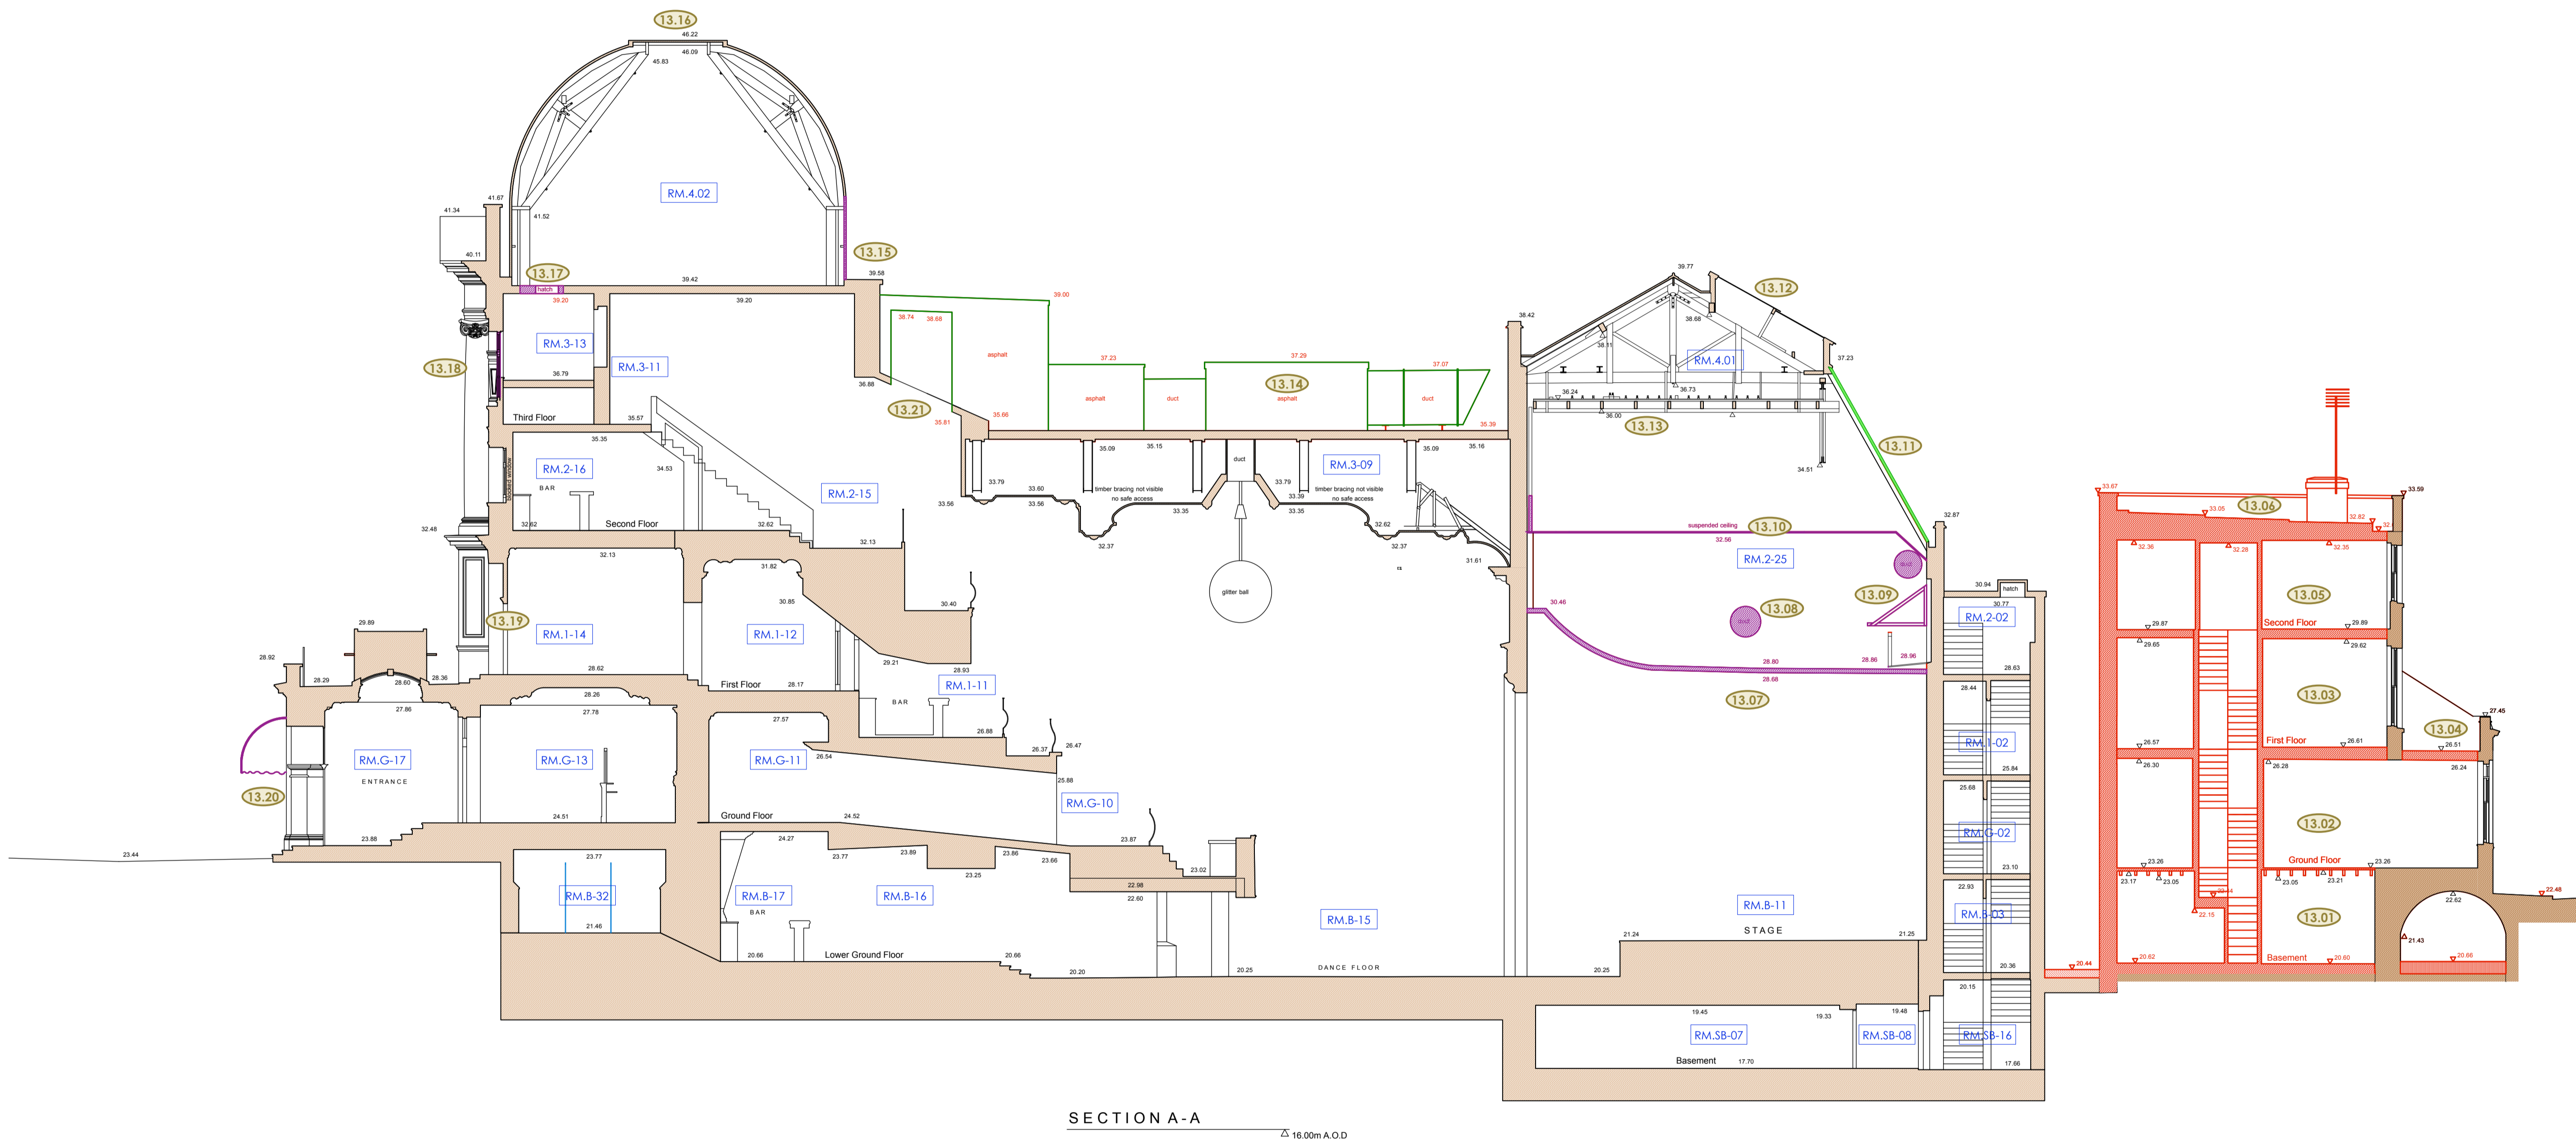 13.16
46.22
46.09
45.83
RM.4.02
41.67
41.34
41.52
40.11
13.15
39.58
13.17
39.42
hatch
39.20
39.20
39.00
38.74
38.68
asphalt
13.18
RM.3-13
RM.3-11
36.79
36.88
Third Floor
35.57
13.21
35.66
35.81
37.23
asphalt
duct
37.29
13.14
asphalt
37.07
duct
35.39
38.42
39.77
13.12
38.68
38.11
RM.4.01
37.23
36.24
36.73
36.00
13.13
34.51
13.11
35.35
34.53
RM.2-16
BAR
blocked window
RM.2-15
32.62
Second Floor
32.62
32.48
32.13
35.09
35.15
33.79
33.60
timber bracing not visible
no safe access
33.56
33.56
33.35
32.37
duct
33.79
33.39
33.35
RM.3-09
35.09
35.16
timber bracing not visible
no safe access
32.62
32.37
31.61
glitter ball
suspended ceiling
13.10
32.56
RM.2-25
duct
13.09
13.08
duct
30.46
28.80
28.86
28.96
28.68
13.07
32.87
30.94
hatch
30.77
RM.2-02
28.63
28.44
RM.1-02
25.84
25.68
RM.G-02
23.10
22.93
RM.B-03
20.36
20.15
RM.SB-16
17.66
32.13
31.82
30.85
30.40
13.19
RM.1-14
RM.1-12
29.89
28.92
28.29
28.60
28.36
28.62
First Floor
28.17
29.21
28.93
RM.1-11
BAR
26.88
26.37
26.47
28.26
27.86
27.78
27.57
RM.G-17
ENTRANCE
RM.G-13
RM.G-11
26.54
25.88
RM.G-10
13.20
Ground Floor
24.51
24.52
23.88
23.44
23.87
23.77
RM.B-32
21.46
24.27
23.77
23.89
23.86
23.66
23.25
23.02
22.98
22.60
RM.B-17
BAR
RM.B-16
20.66
Lower Ground Floor
20.66
20.20
20.25
RM.B-15
DANCE FLOOR
20.25
RM.B-11
STAGE
21.24
21.25
19.45
19.33
19.48
RM.SB-07
RM.SB-08
Basement
17.70
33.67
13.06
33.05
32.82
33.59
32.36
32.28
32.35
13.05
29.87
Second Floor
29.89
29.65
29.62
13.03
First Floor
26.57
26.61
27.45
13.04
26.51
26.30
26.28
26.24
13.02
Ground Floor
23.26
23.26
23.17
23.05
23.05
23.21
22.15
13.01
22.62
22.48
21.43
Basement
20.62
20.60
20.66
20.44
SECTION A-A
16.00m A.O.D